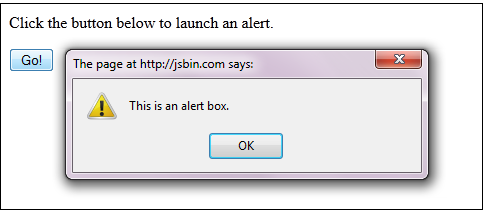 Click the button below to launch an alert.
Go!
The page at http://jsbin.com says:
This is an alert box.
OK